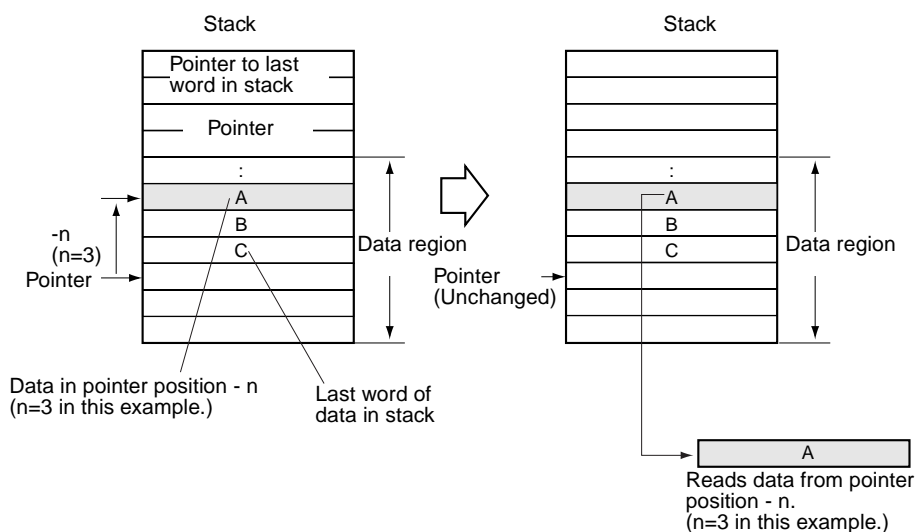 Stack
Pointer to last
word in stack
Pointer
:
A
B
C
-n
(n=3)
Pointer
Data region
Data in pointer position - n
(n=3 in this example.)
Last word of
data in stack
Stack
:
A
B
C
Pointer
(Unchanged)
Data region
A
Reads data from pointer
position - n.
(n=3 in this example.)